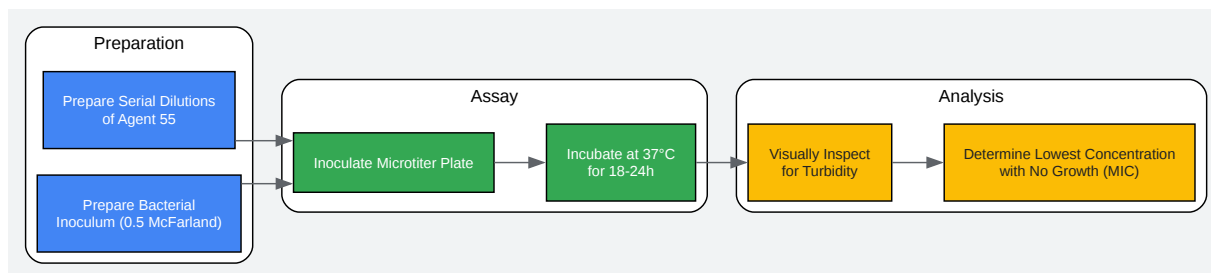 Preparation
Prepare Serial Dilutions
of Agent 55
Prepare Bacterial
Inoculum (0.5 McFarland)
Assay
Inoculate Microtiter Plate
Incubate at 37°C
for 18-24h
Analysis
Visually Inspect
for Turbidity
Determine Lowest Concentration
with No Growth (MIC)